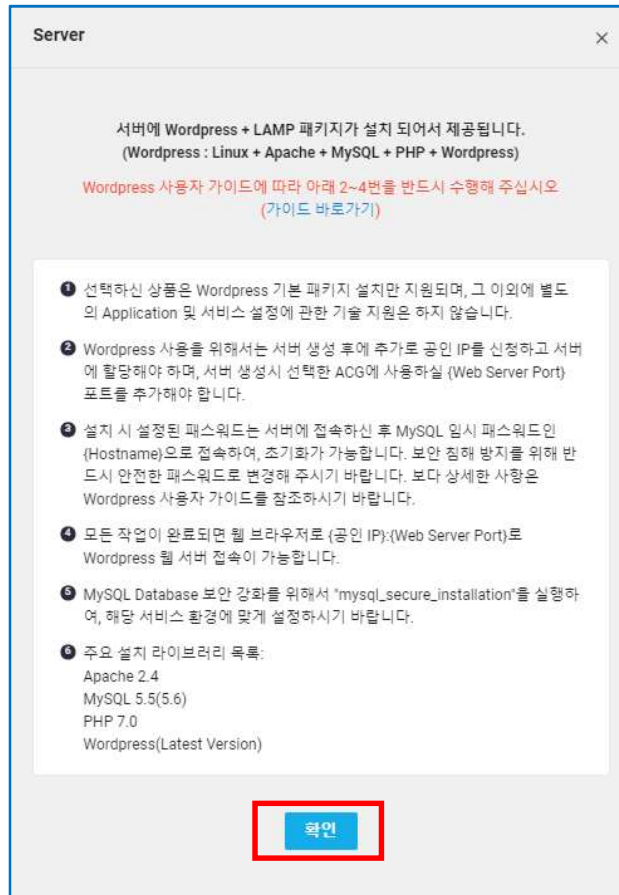 Server
×
서버에 Wordpress + LAMP 패키지가 설치 되어서 제공됩니다.
(Wordpress : Linux + Apache + MySQL + PHP + Wordpress)
Wordpress 사용자 가이드에 따라 아래 2~4번을 반드시 수행해 주십시오
(가이드 바로가기)
❶ 선택하신 상품은 Wordpress 기본 패키지 설치만 지원되며, 그 이외에 별도
의 Application 및 서비스 설정에 관한 기술 지원은 하지 않습니다.
❷ Wordpress 사용을 위해서는 서버 생성 후에 추가로 공인 IP를 신청하고 서버
에 할당해야 하며, 서버 생성시 선택한 ACG에 사용하실 {Web Server Port}
포트를 추가해야 합니다.
❸ 설치 시 설정된 패스워드는 서버에 접속하신 후 MySQL 임시 패스워드인
{Hostname}으로 접속하여, 초기화가 가능합니다. 보안 침해 방지를 위해 반
드시 안전한 패스워드로 변경해 주시기 바랍니다. 보다 상세한 사항은
Wordpress 사용자 가이드를 참조하시기 바랍니다.
❹ 모든 작업이 완료되면 웹 브라우저로 {공인 IP}:{Web Server Port}로
Wordpress 웹 서버 접속이 가능합니다.
❺ MySQL Database 보안 강화를 위해서 "mysql_secure_installation"를 실행하
여, 해당 서비스 환경에 맞게 설정하시기 바랍니다.
❻ 주요 설치 라이브러리 목록:
Apache 2.4
MySQL 5.5(5.6)
PHP 7.0
Wordpress(Latest Version)
확인